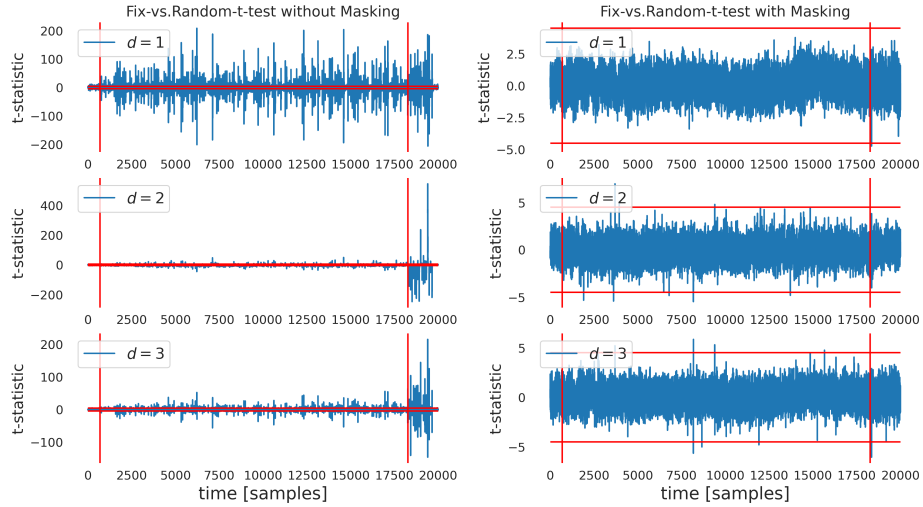 Fix-vs.Random-t-test without Masking
t-statistic
200
100
0
−100
−200
d = 1
0 2500 5000 7500 10000 12500 15000 17500 20000
t-statistic
400
200
0
−200
d = 2
0 2500 5000 7500 10000 12500 15000 17500 20000
t-statistic
200
100
0
−100
d = 3
0 2500 5000 7500 10000 12500 15000 17500 20000
time [samples]
Fix-vs.Random-t-test with Masking
t-statistic
2.5
0.0
−2.5
−5.0
d = 1
0 2500 5000 7500 10000 12500 15000 17500 20000
t-statistic
5
0
−5
d = 2
0 2500 5000 7500 10000 12500 15000 17500 20000
t-statistic
5
0
−5
d = 3
0 2500 5000 7500 10000 12500 15000 17500 20000
time [samples]